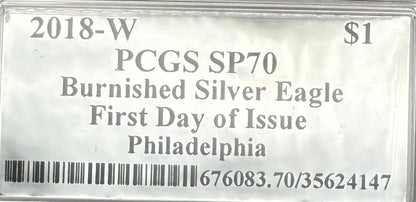 2018-W $1
PCGS SP70
Burnished Silver Eagle
First Day of Issue
Philadelphia
676083.70/35624147